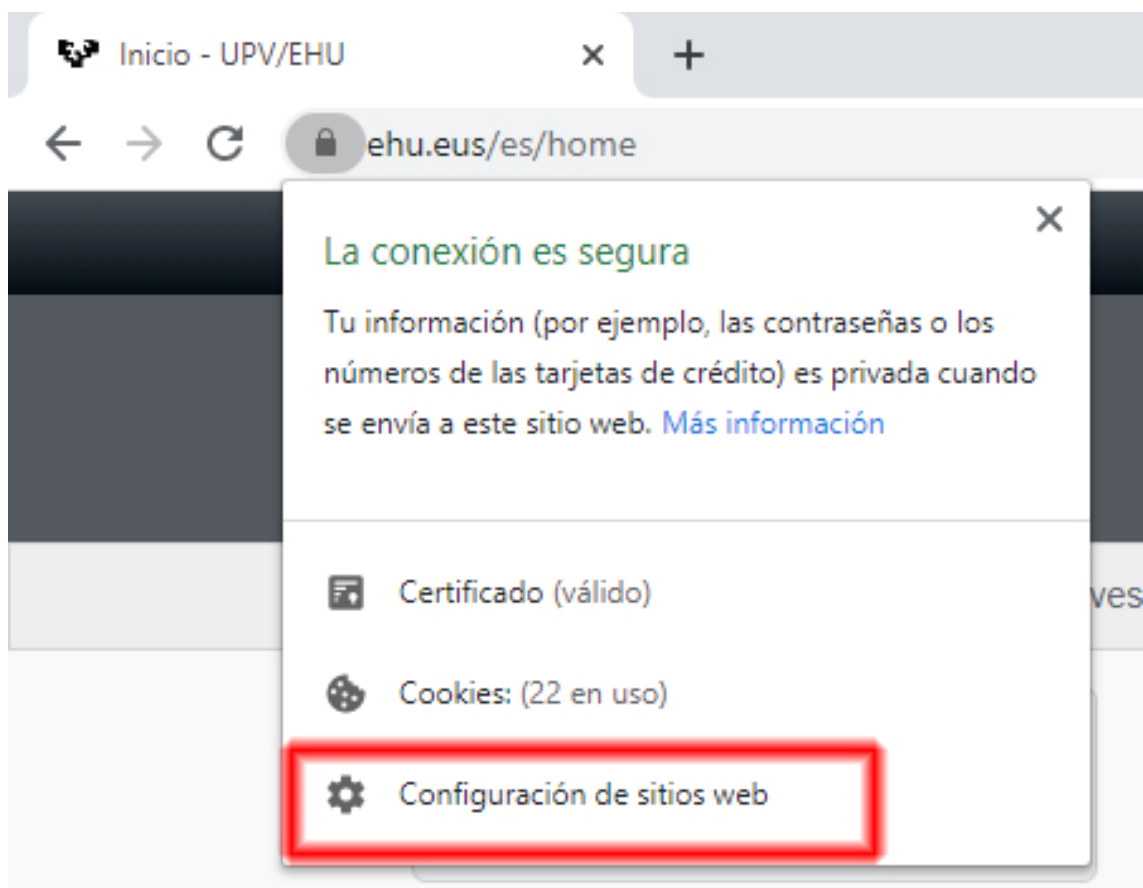 Inicio - UPV/EHU
ehu.eus/es/home
La conexión es segura
Tu información (por ejemplo, las contraseñas o los
números de las tarjetas de crédito) es privada cuando
se envía a este sitio web. Más información
Certificado (válido)
ves
Cookies: (22 en uso)
Configuración de sitios web